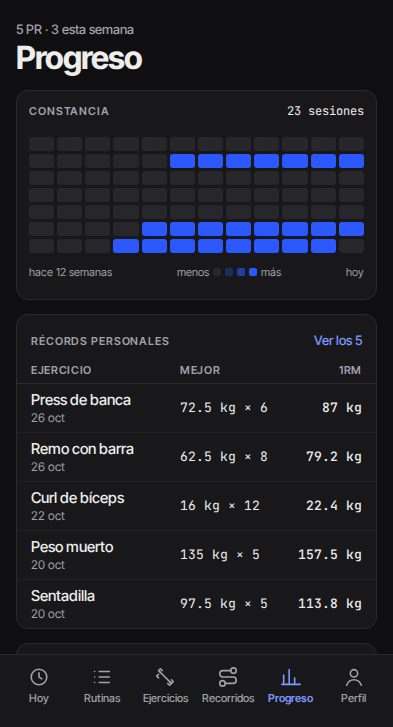 5 PR · 3 esta semana
Progreso
CONSTANCIA 23 sesiones
hace 12 semanas menos más hoy
RÉCORDS PERSONALES Ver los 5
EJERCICIO MEJOR 1RM
Press de banca 72.5 kg × 6 87 kg
26 oct
Remo con barra 62.5 kg × 8 79.2 kg
26 oct
Curl de bíceps 16 kg × 12 22.4 kg
22 oct
Peso muerto 135 kg × 5 157.5 kg
20 oct
Sentadilla 97.5 kg × 5 113.8 kg
20 oct
Hoy Rutinas Ejercicios Recorridos Progreso Perfil